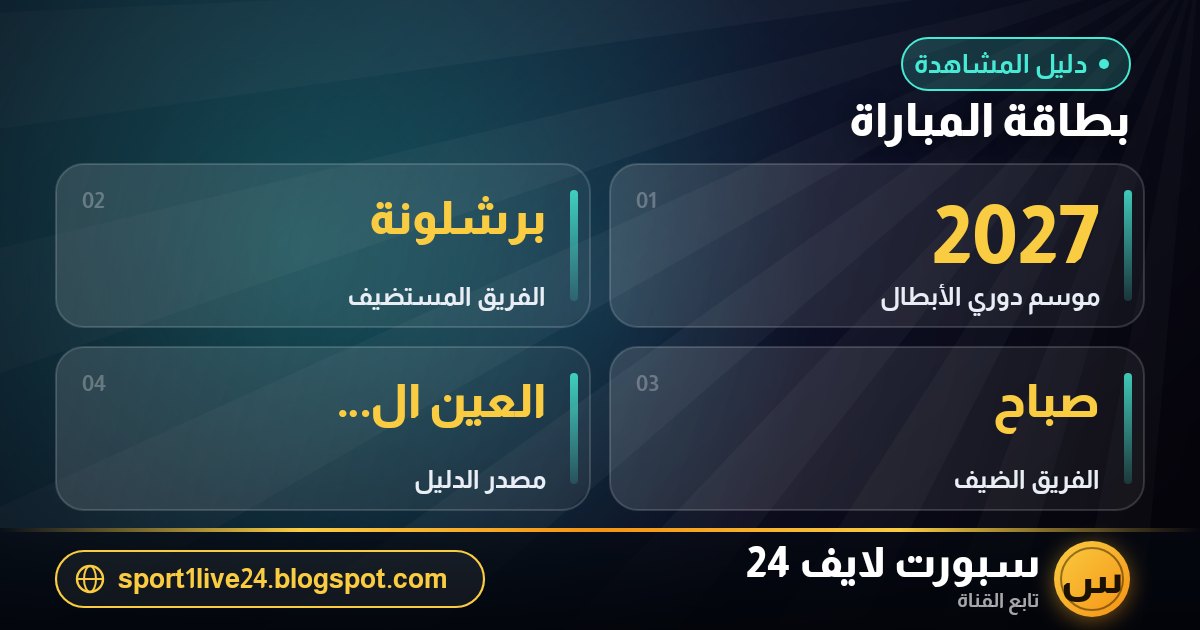 دليل المشاهدة
بطاقة المباراة
01
2027
موسم دوري الأبطال
02
برشلونة
الفريق المستضيف
03
صباح
الفريق الضيف
04
العين ال...
مصدر الدليل
س
سبورت لايف 24
تابع القناة
sport1live24.blogspot.com